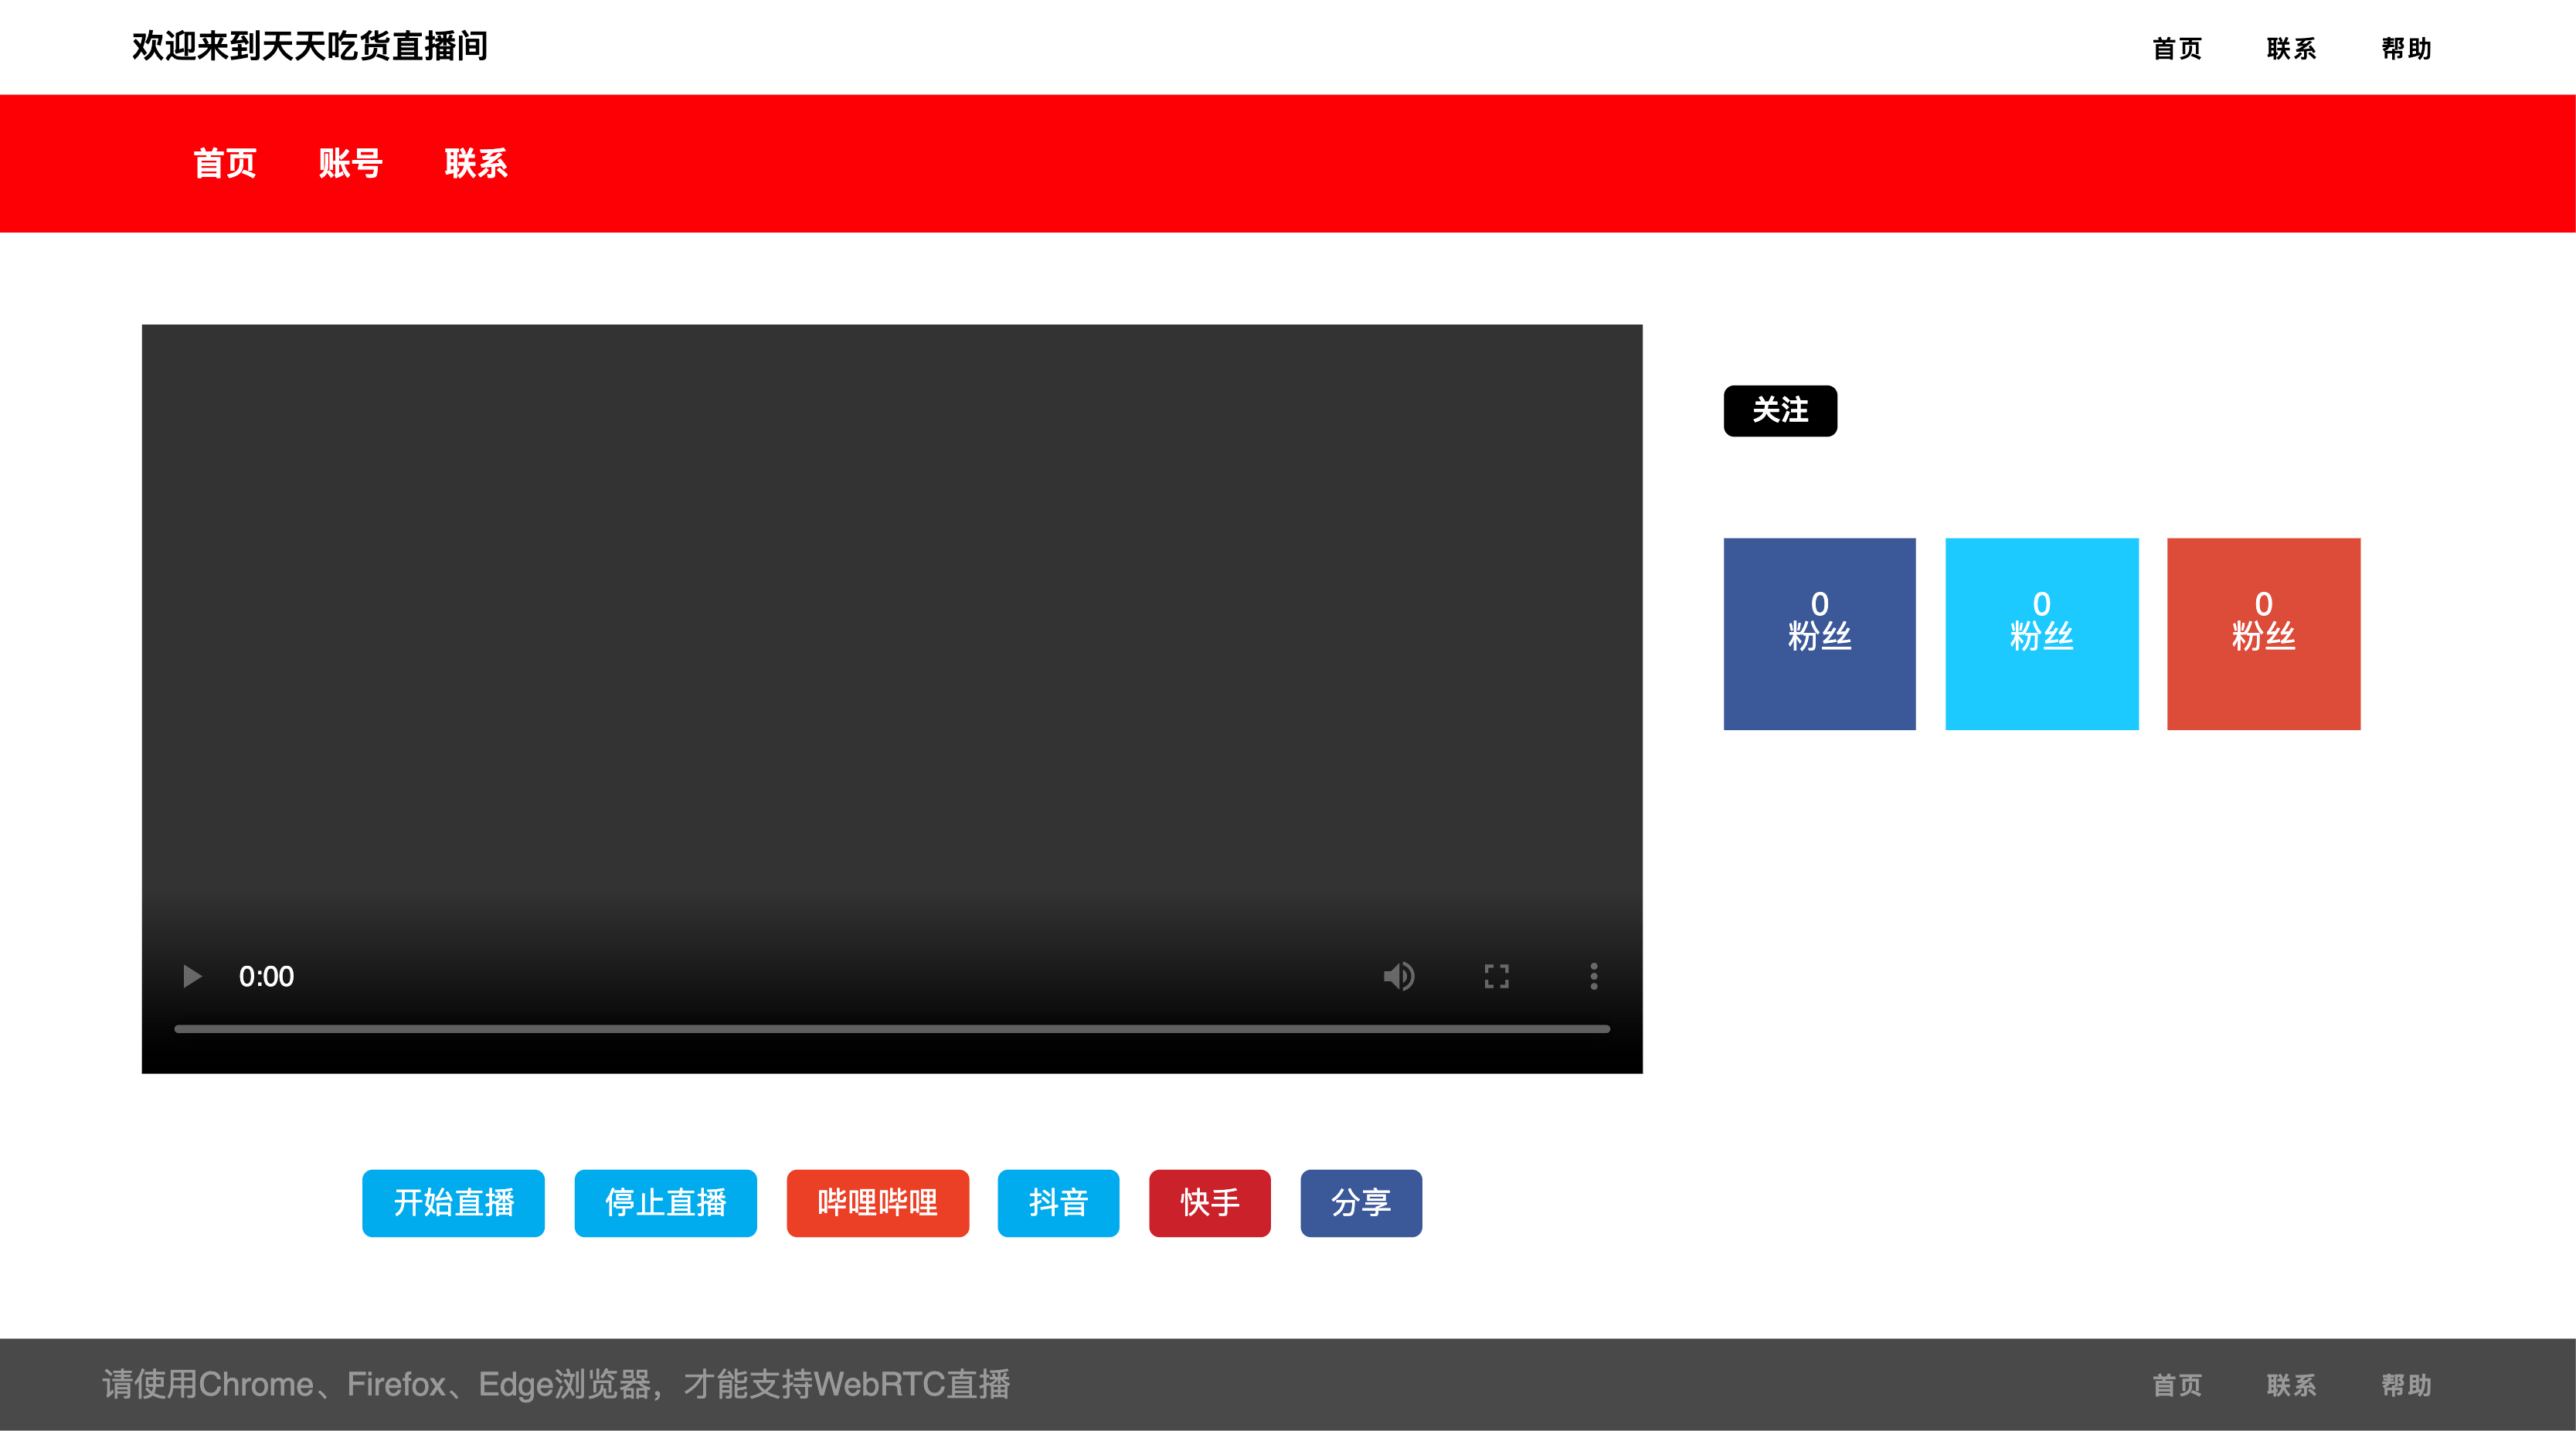 欢迎来到天天吃货直播间
首页 联系 帮助
首页 账号 联系
关注
0 0 0
粉丝 粉丝 粉丝
0:00
开始直播 停止直播 哔哩哔哩 抖音 快手 分享
请使用Chrome、Firefox、Edge浏览器，才能支持WebRTC直播
首页 联系 帮助